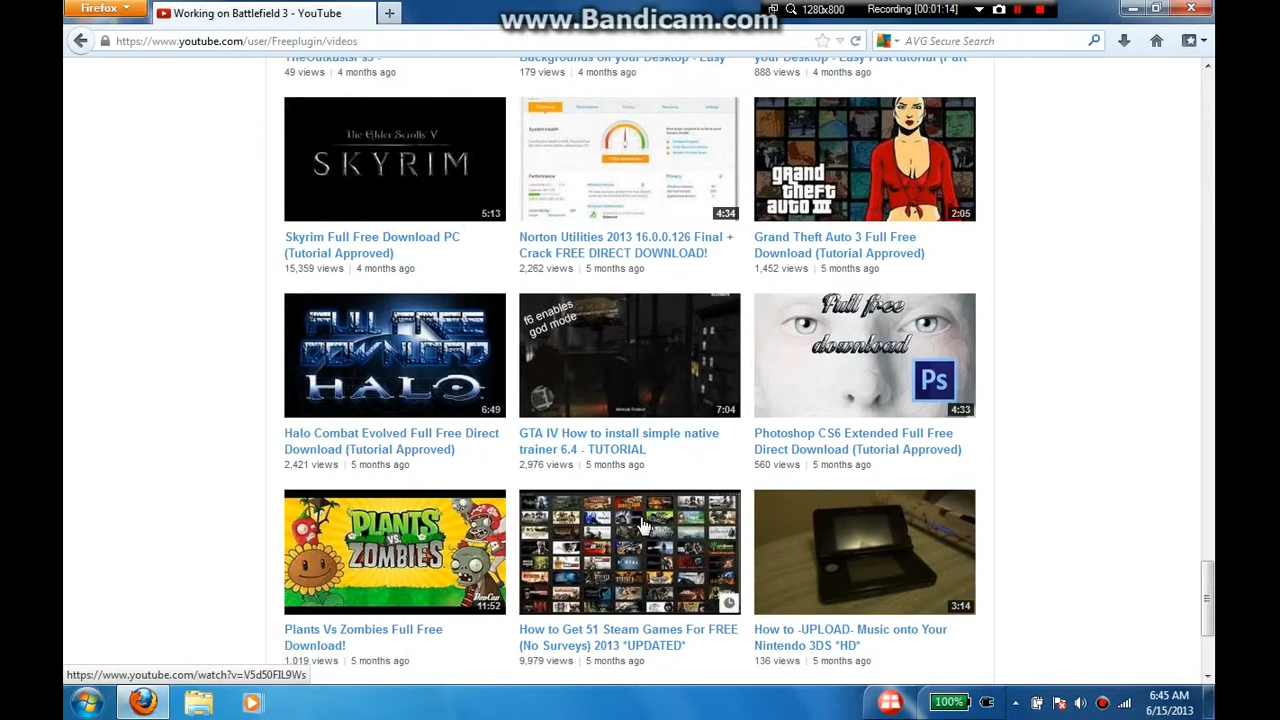 Firefox
Working on Battlefield 3 - YouTube
www.Bandicam.com
1280x800
Recording [00:01:14]
https://www.youtube.com/user/Freeplugin/videos
AVG Secure Search
TheOutkastar55 -
Backgrounds on your Desktop - Easy
your Desktop - Easy Fast tutorial (Part
49 views | 4 months ago
179 views | 4 months ago
888 views | 4 months ago
The Elder Scrolls V
SKYRIM
5:13
System Health
Performance
Privacy
4:34
grand
theft
auto III
2:05
Skyrim Full Free Download PC
(Tutorial Approved)
15,359 views | 4 months ago
Norton Utilities 2013 16.0.0.126 Final +
Crack FREE DIRECT DOWNLOAD!
2,262 views | 5 months ago
Grand Theft Auto 3 Full Free
Download (Tutorial Approved)
1,452 views | 5 months ago
FULL FREE
DOWNLOAD
HALO
6:49
f6 enables
god mode
7:04
Full free
download
Ps
4:33
Halo Combat Evolved Full Free Direct
Download (Tutorial Approved)
2,421 views | 5 months ago
GTA IV How to install simple native
trainer 6.4 - TUTORIAL
2,976 views | 5 months ago
Photoshop CS6 Extended Full Free
Direct Download (Tutorial Approved)
560 views | 5 months ago
PLANTS
VS.
ZOMBIES
PopCap
11:52
PORTAL
3:14
Plants Vs Zombies Full Free
Download!
1,019 views | 5 months ago
How to Get 51 Steam Games For FREE
(No Surveys) 2013 *UPDATED*
9,979 views | 5 months ago
How to -UPLOAD- Music onto Your
Nintendo 3DS *HD*
136 views | 5 months ago
https://www.youtube.com/watch?v=V5d50FIL9Ws
100%
6:45 AM
6/15/2013